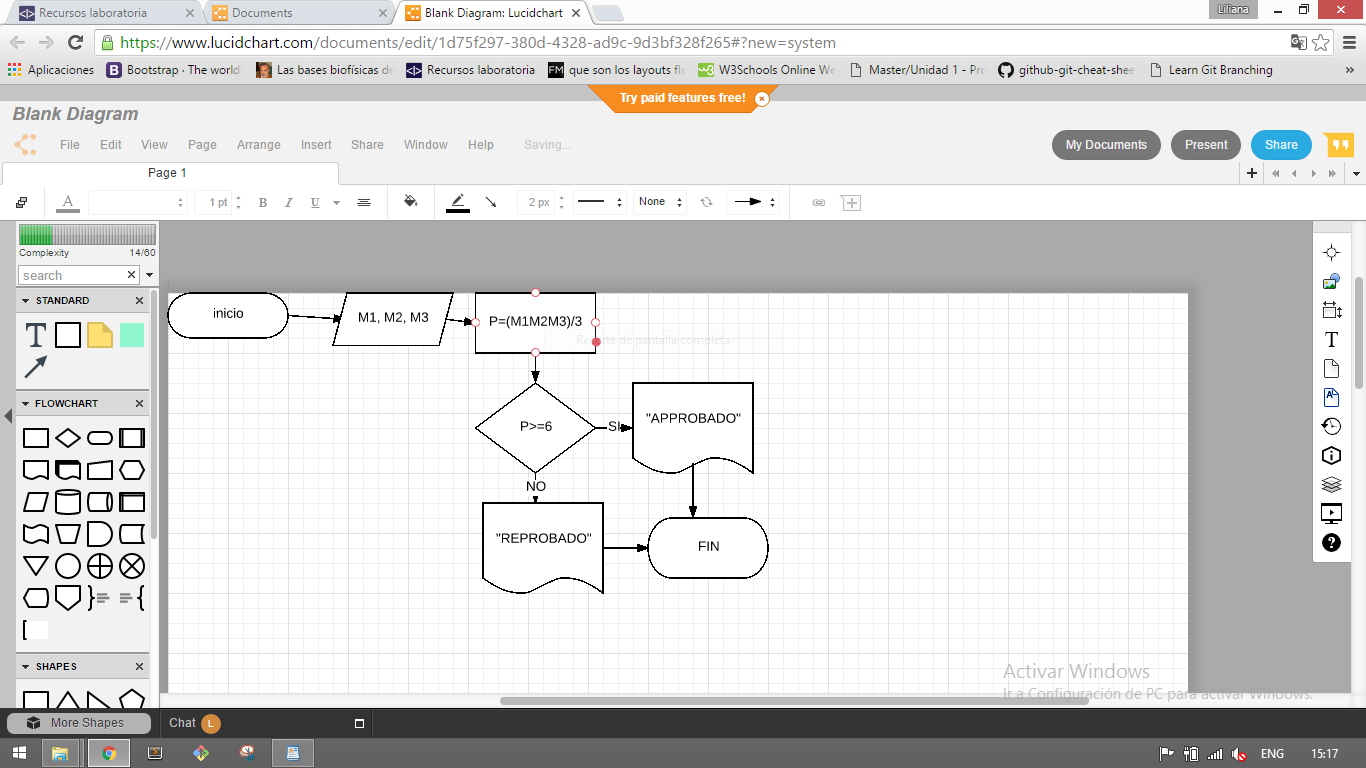 Recursos laboratoria
Documents
Blank Diagram: Lucidchart
Liliana
https://www.lucidchart.com/documents/edit/1d75f297-380d-4328-ad9c-9d3bf328f265#?new=system
Aplicaciones
Bootstrap · The world
Las bases biofísicas de
Recursos laboratoria
que son los layouts fle
W3Schools Online We
Master/Unidad 1 - Pre
github-git-cheat-shee
Learn Git Branching
»
Try paid features free!
Blank Diagram
File Edit View Page Arrange Insert Share Window Help Saving...
My Documents Present Share
Page 1
A 1 pt B I U 2 px None
Complexity 14/60
search
STANDARD
T
FLOWCHART
SHAPES
inicio
M1, M2, M3
P=(M1M2M3)/3
Recorte de pantalla completa
P>=6
SI
"APPROBADO"
NO
"REPROBADO"
FIN
Activar Windows
Ir a Configuración de PC para activar Windows.
More Shapes
Chat L
ENG 15:17